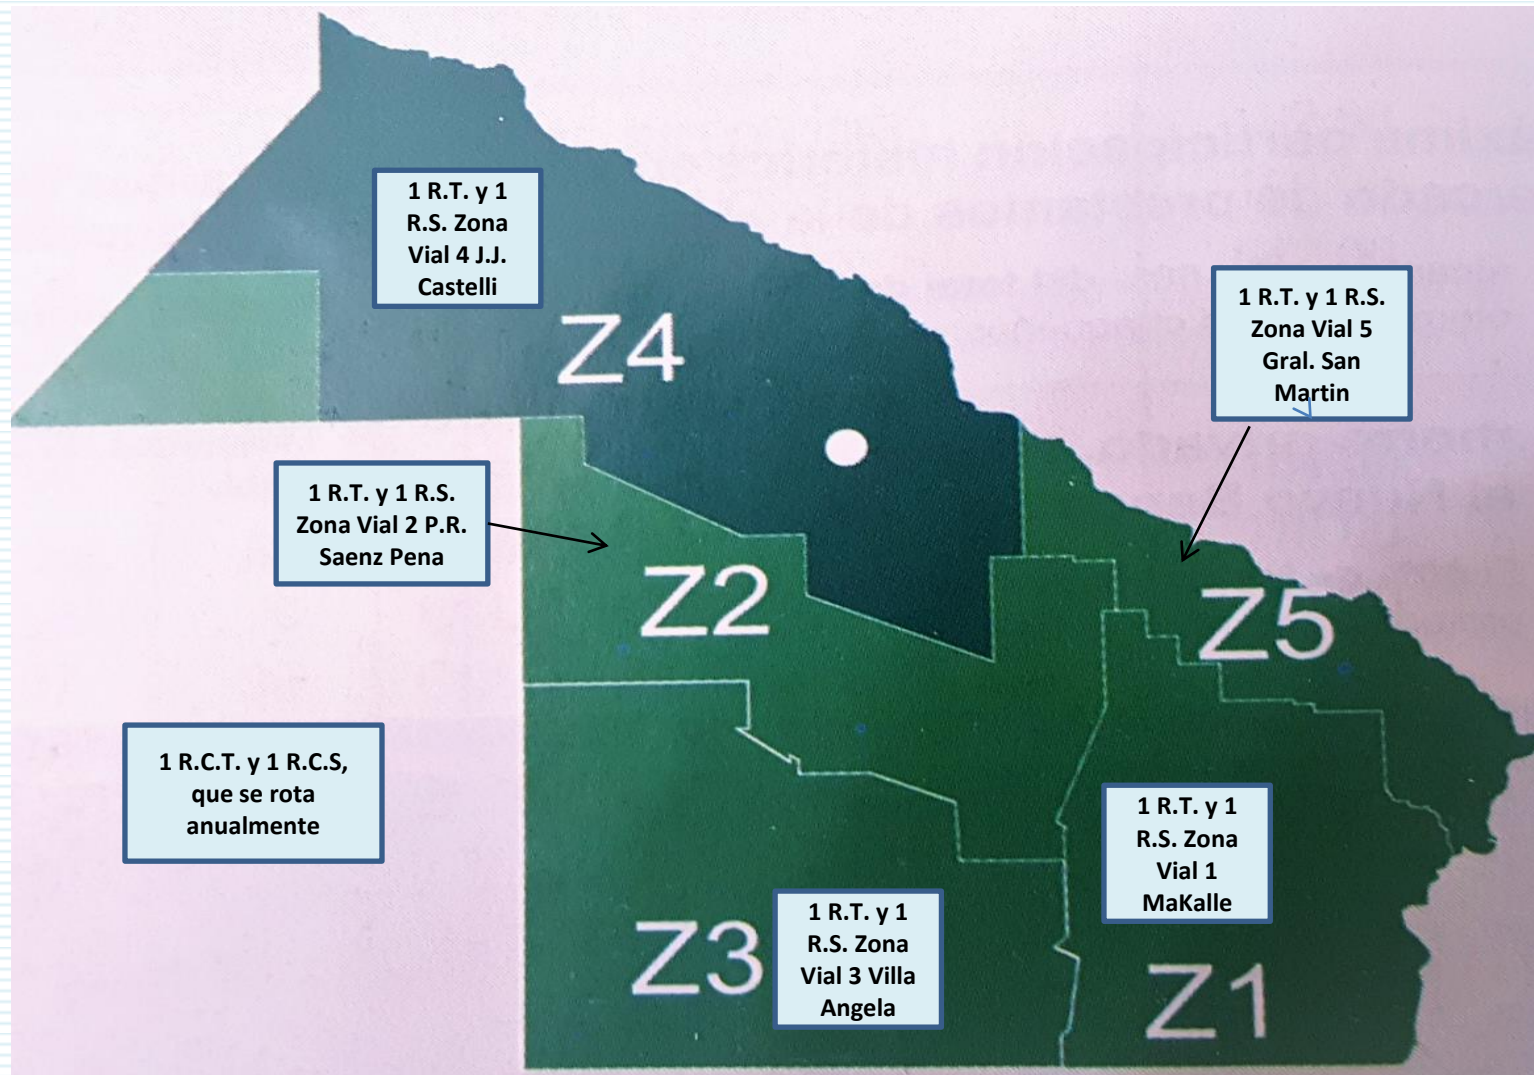 1 R.T. y 1
R.S. Zona
Vial 4 J.J.
Castelli
Z4
1 R.T. y 1 R.S.
Zona Vial 5
Gral. San
Martin
1 R.T. y 1 R.S.
Zona Vial 2 P.R.
Saenz Pena
Z2
Z5
1 R.C.T. y 1 R.C.S,
que se rota
anualmente
1 R.T. y 1
R.S. Zona
Vial 1
MaKalle
Z3
1 R.T. y 1
R.S. Zona
Vial 3 Villa
Angela
Z1